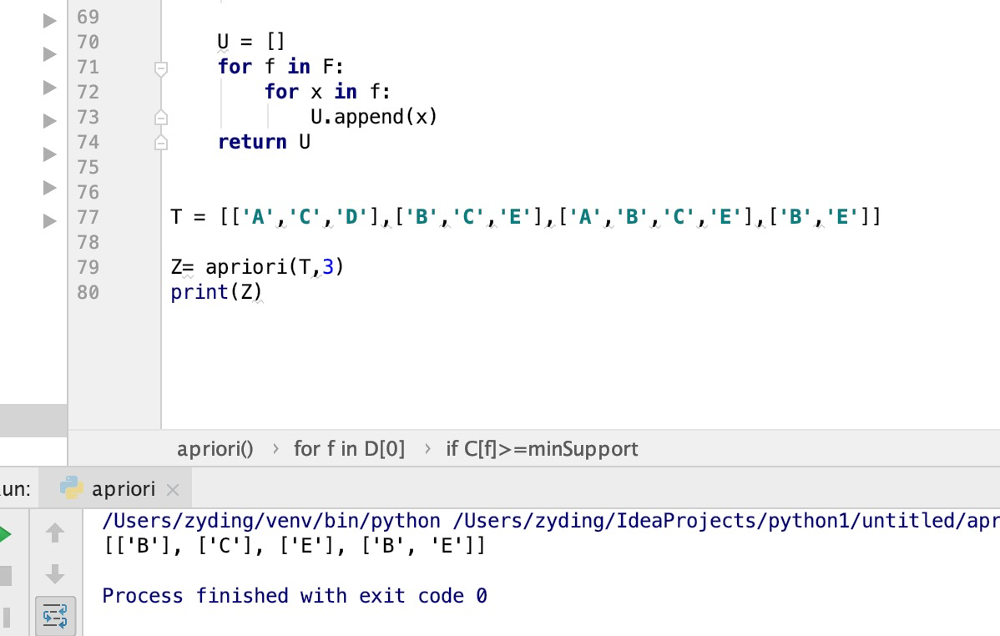 69
70 U = []
71 for f in F:
72 for x in f:
73 U.append(x)
74 return U
75
76
77 T = [['A','C','D'],['B','C','E'],['A','B','C','E'],['B','E']]
78
79 Z= apriori(T,3)
80 print(Z)
apriori() › for f in D[0] › if C[f]>=minSupport
un: apriori ×
/Users/zyding/venv/bin/python /Users/zyding/IdeaProjects/python1/untitled/apr
[['B'], ['C'], ['E'], ['B', 'E']]
Process finished with exit code 0